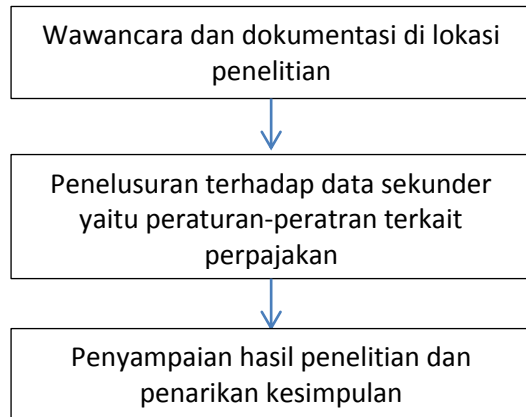 Wawancara dan dokumentasi di lokasi
penelitian
Penelusuran terhadap data sekunder
yaitu peraturan-peratran terkait
perpajakan
Penyampaian hasil penelitian dan
penarikan kesimpulan